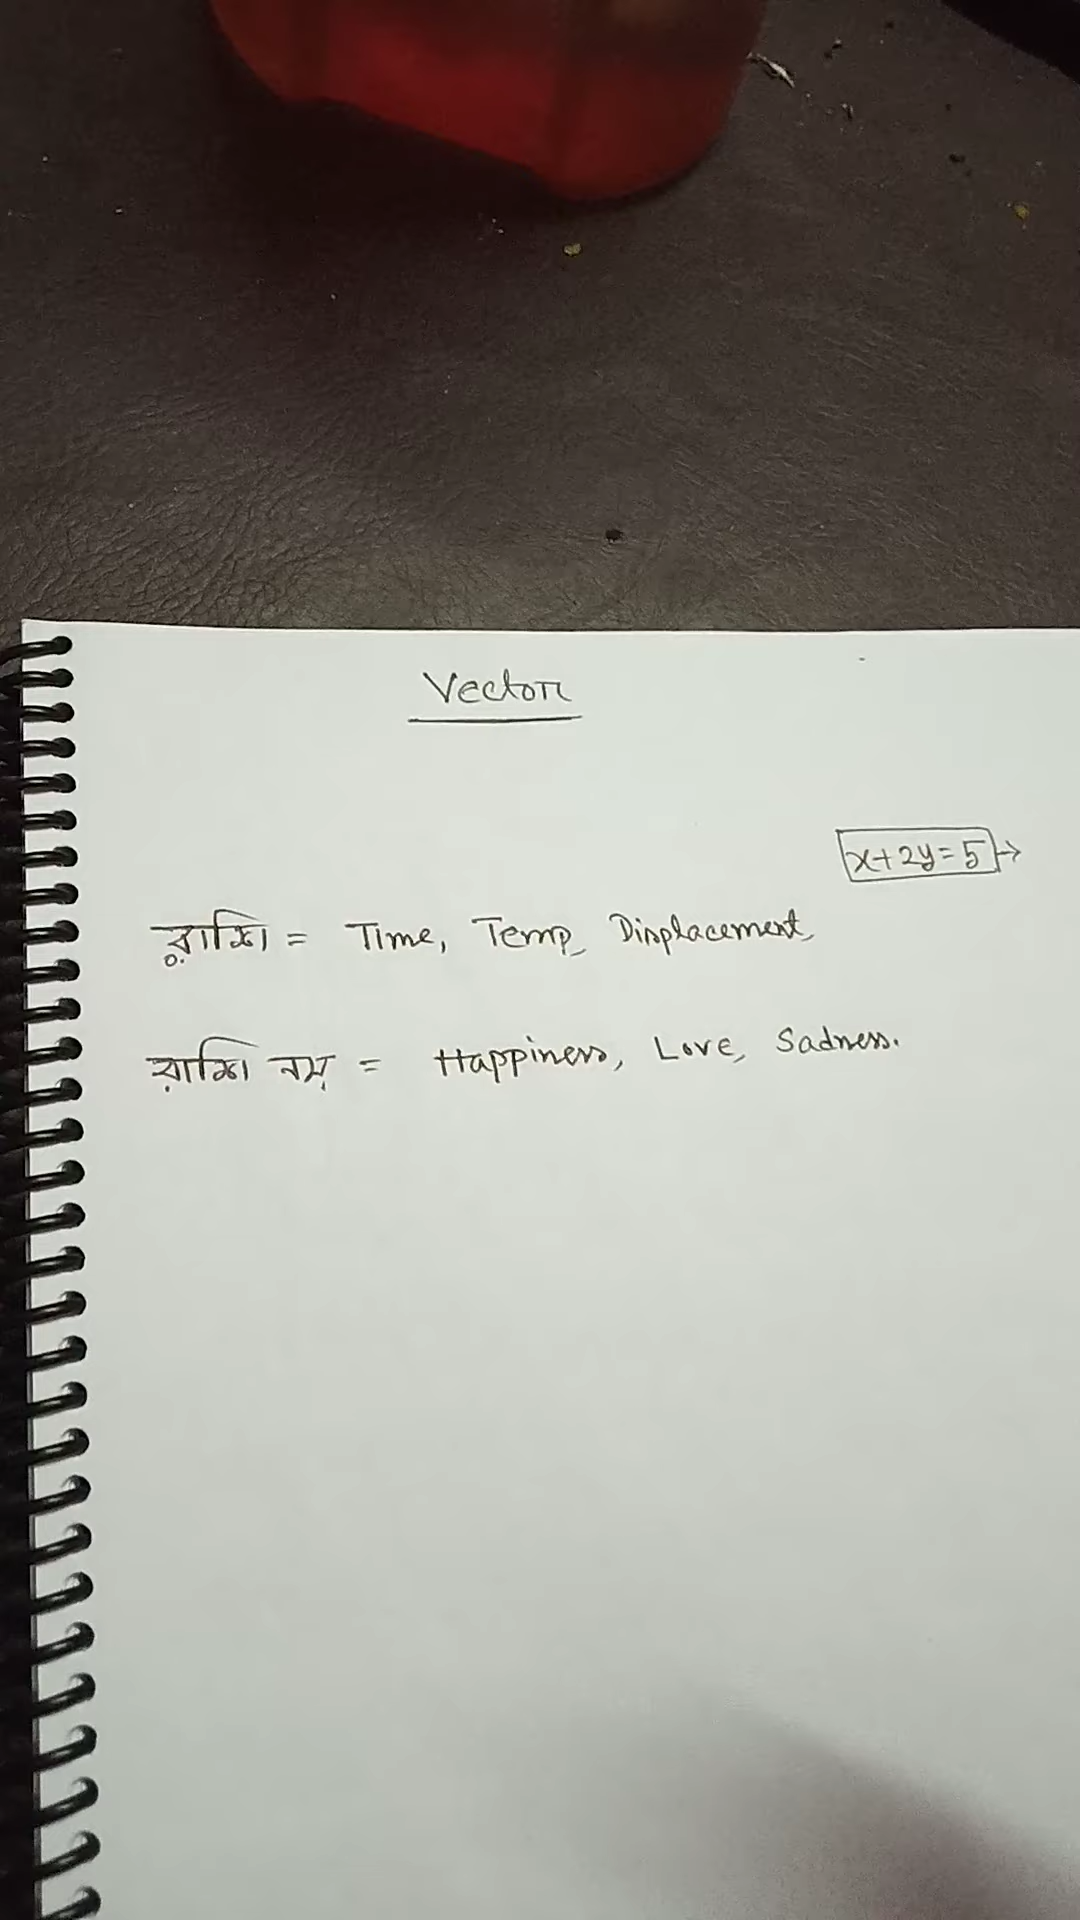 Vector
x+2y=5→
রাশি = Time, Temp, Displacement,
রাশি নয় = Happiness, Love, Sadness.